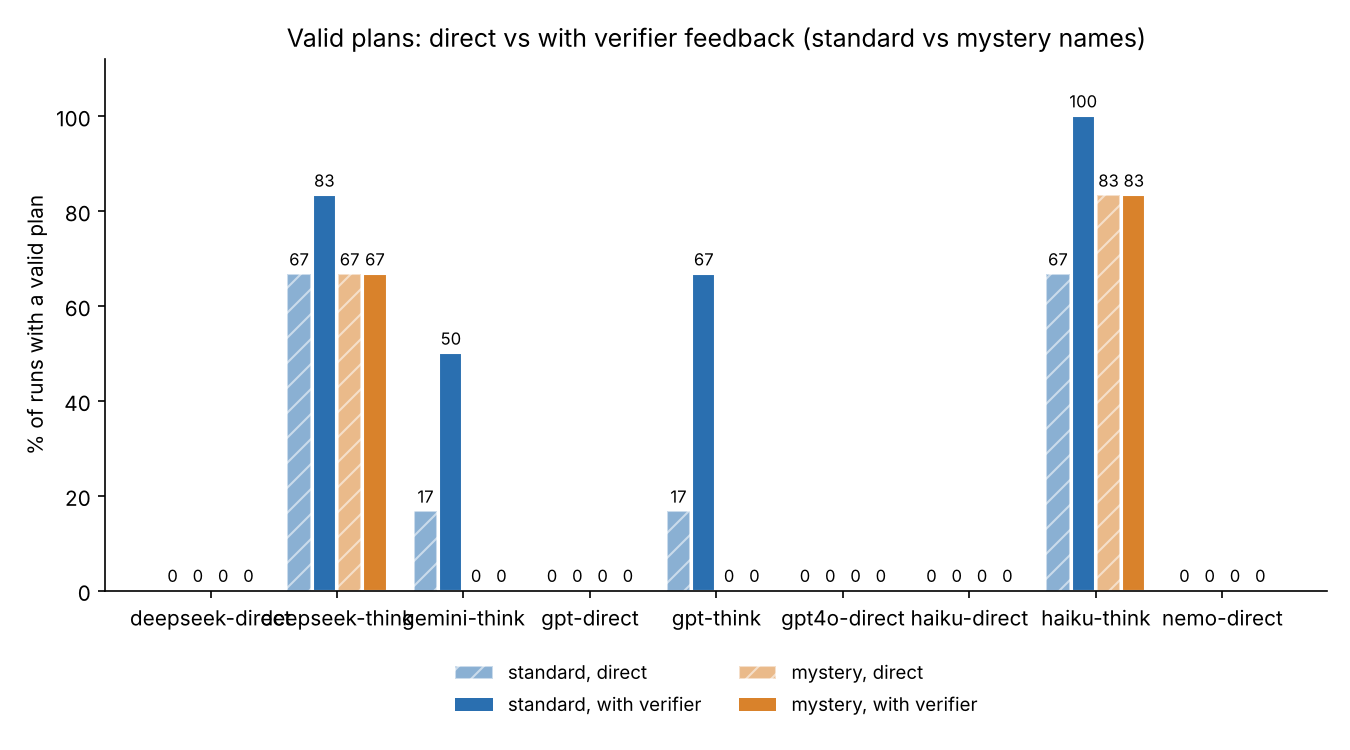 Valid plans: direct vs with verifier feedback (standard vs mystery names)
% of runs with a valid plan
100
80
60
40
20
0
0 0 0 0
67 83 67 67
17 50 0 0
0 0 0 0
17 67 0 0
0 0 0 0
0 0 0 0
67 100 83 83
0 0 0 0
deepseek-direct deepseek-think gemini-think gpt-direct gpt-think gpt4o-direct haiku-direct haiku-think nemo-direct
standard, direct
standard, with verifier
mystery, direct
mystery, with verifier